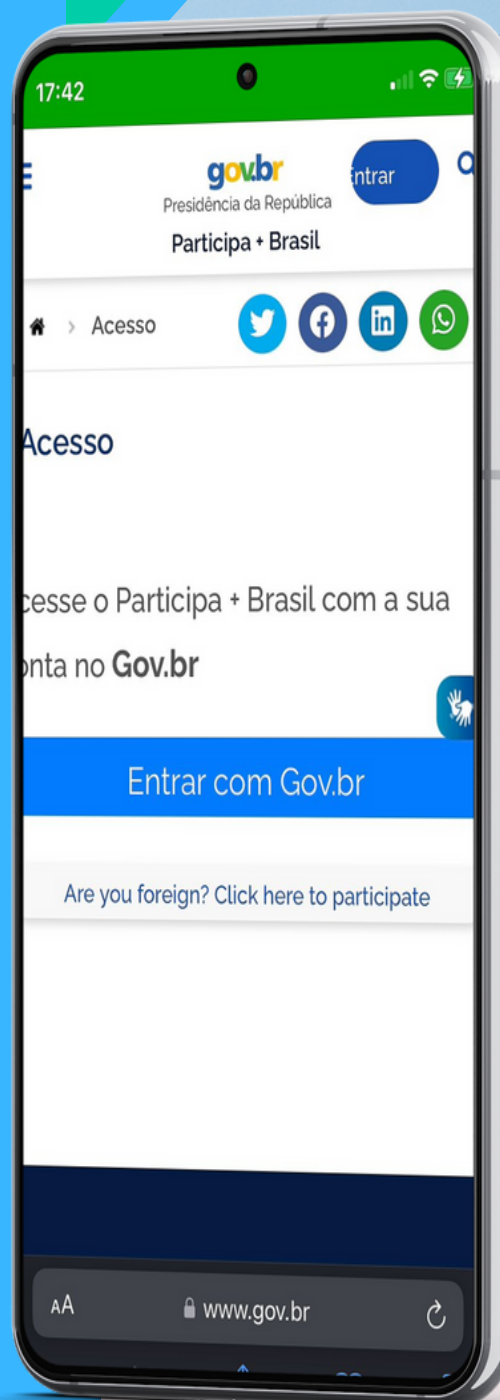 17:42
gov.br
Presidência da República
Entrar
Participa + Brasil
Acesso
Acesso
cesse o Participa + Brasil com a sua
onta no Gov.br
Entrar com Gov.br
Are you foreign? Click here to participate
AA
www.gov.br